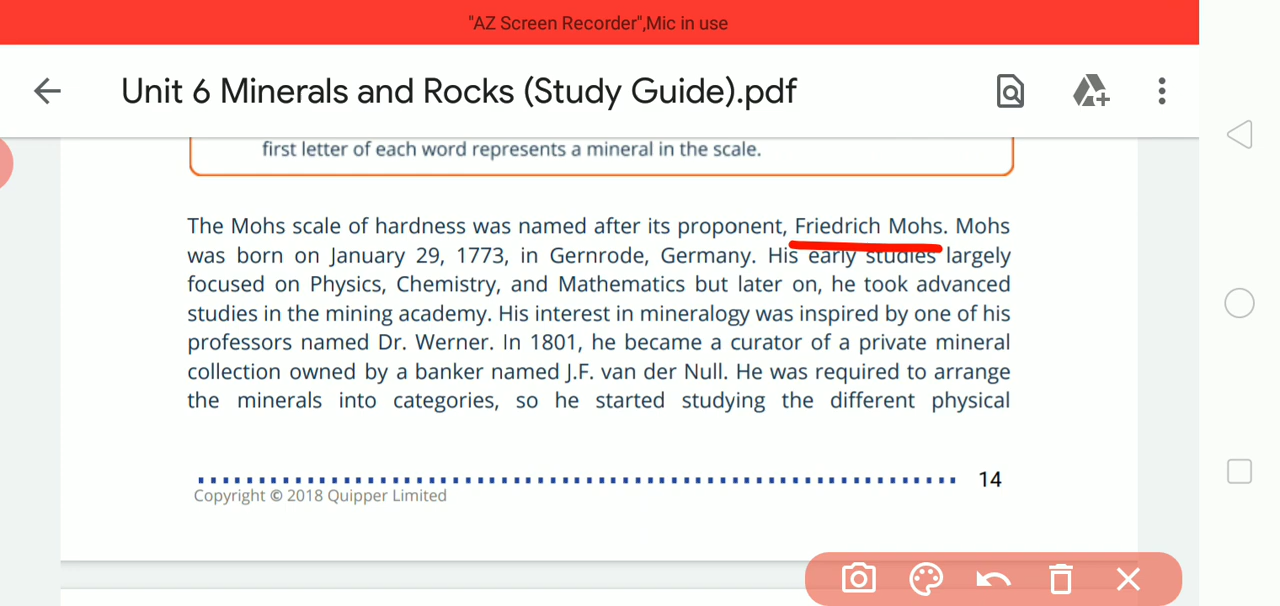 "AZ Screen Recorder",Mic in use
Unit 6 Minerals and Rocks (Study Guide).pdf
first letter of each word represents a mineral in the scale.
The Mohs scale of hardness was named after its proponent, Friedrich Mohs. Mohs
was born on January 29, 1773, in Gernrode, Germany. His early studies largely
focused on Physics, Chemistry, and Mathematics but later on, he took advanced
studies in the mining academy. His interest in mineralogy was inspired by one of his
professors named Dr. Werner. In 1801, he became a curator of a private mineral
collection owned by a banker named J.F. van der Null. He was required to arrange
the minerals into categories, so he started studying the different physical
14
Copyright © 2018 Quipper Limited